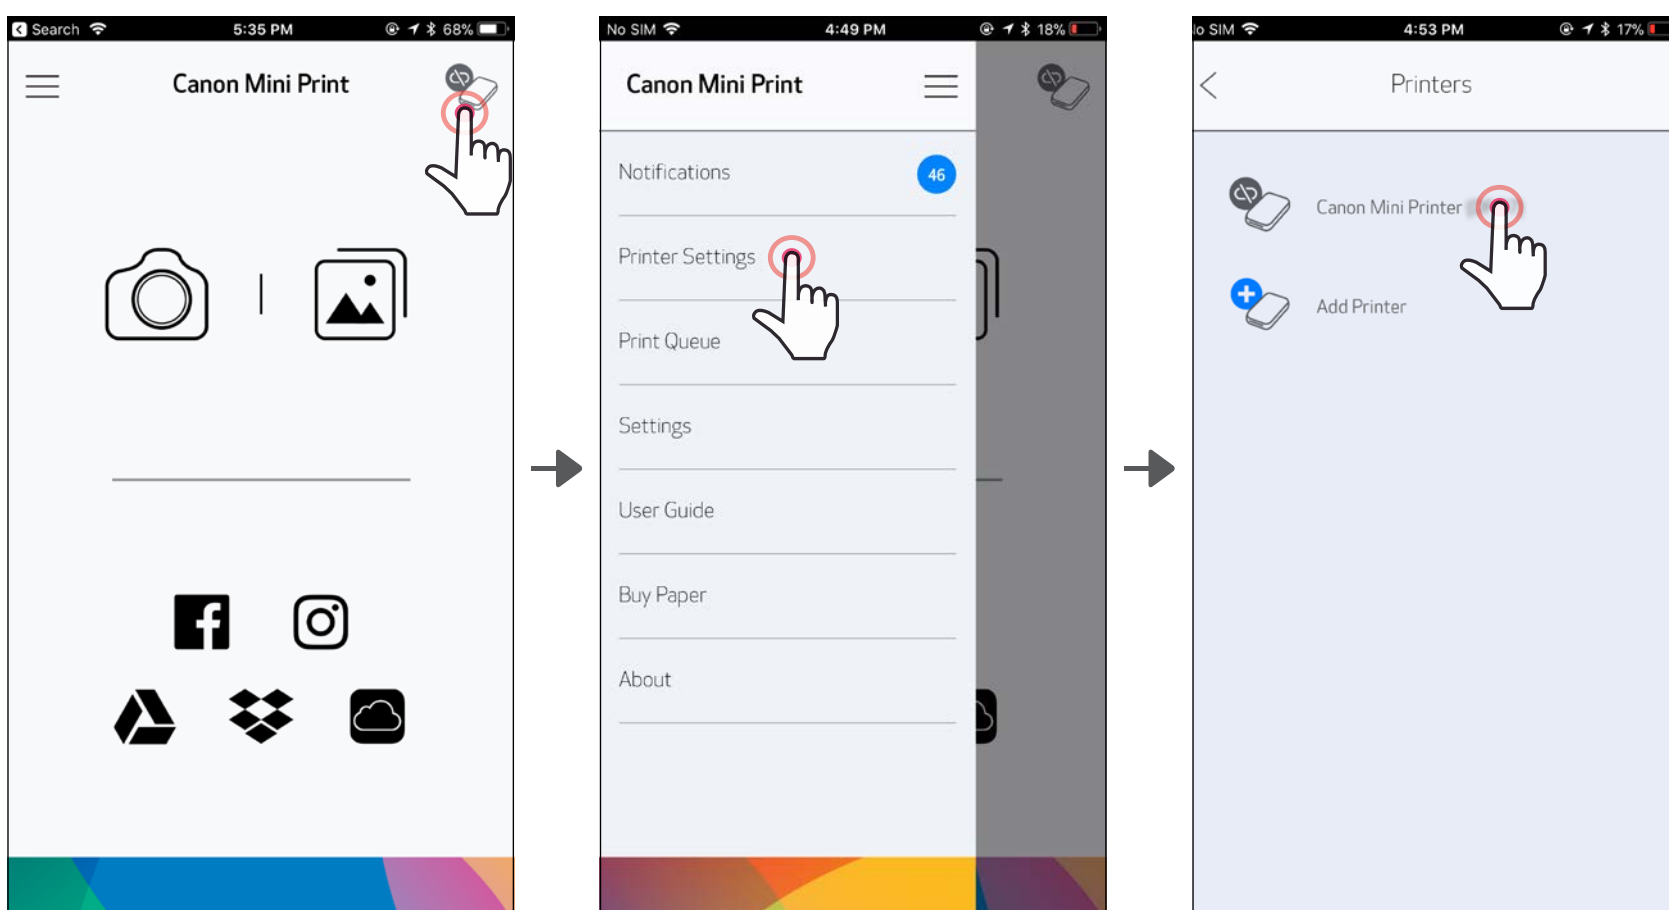 Search 5:35 PM 68%
Canon Mini Print
No SIM 4:49 PM 18%
Canon Mini Print
Notifications 46
Printer Settings
Print Queue
Settings
User Guide
Buy Paper
About
o SIM 4:53 PM 17%
Printers
Canon Mini Printer
Add Printer